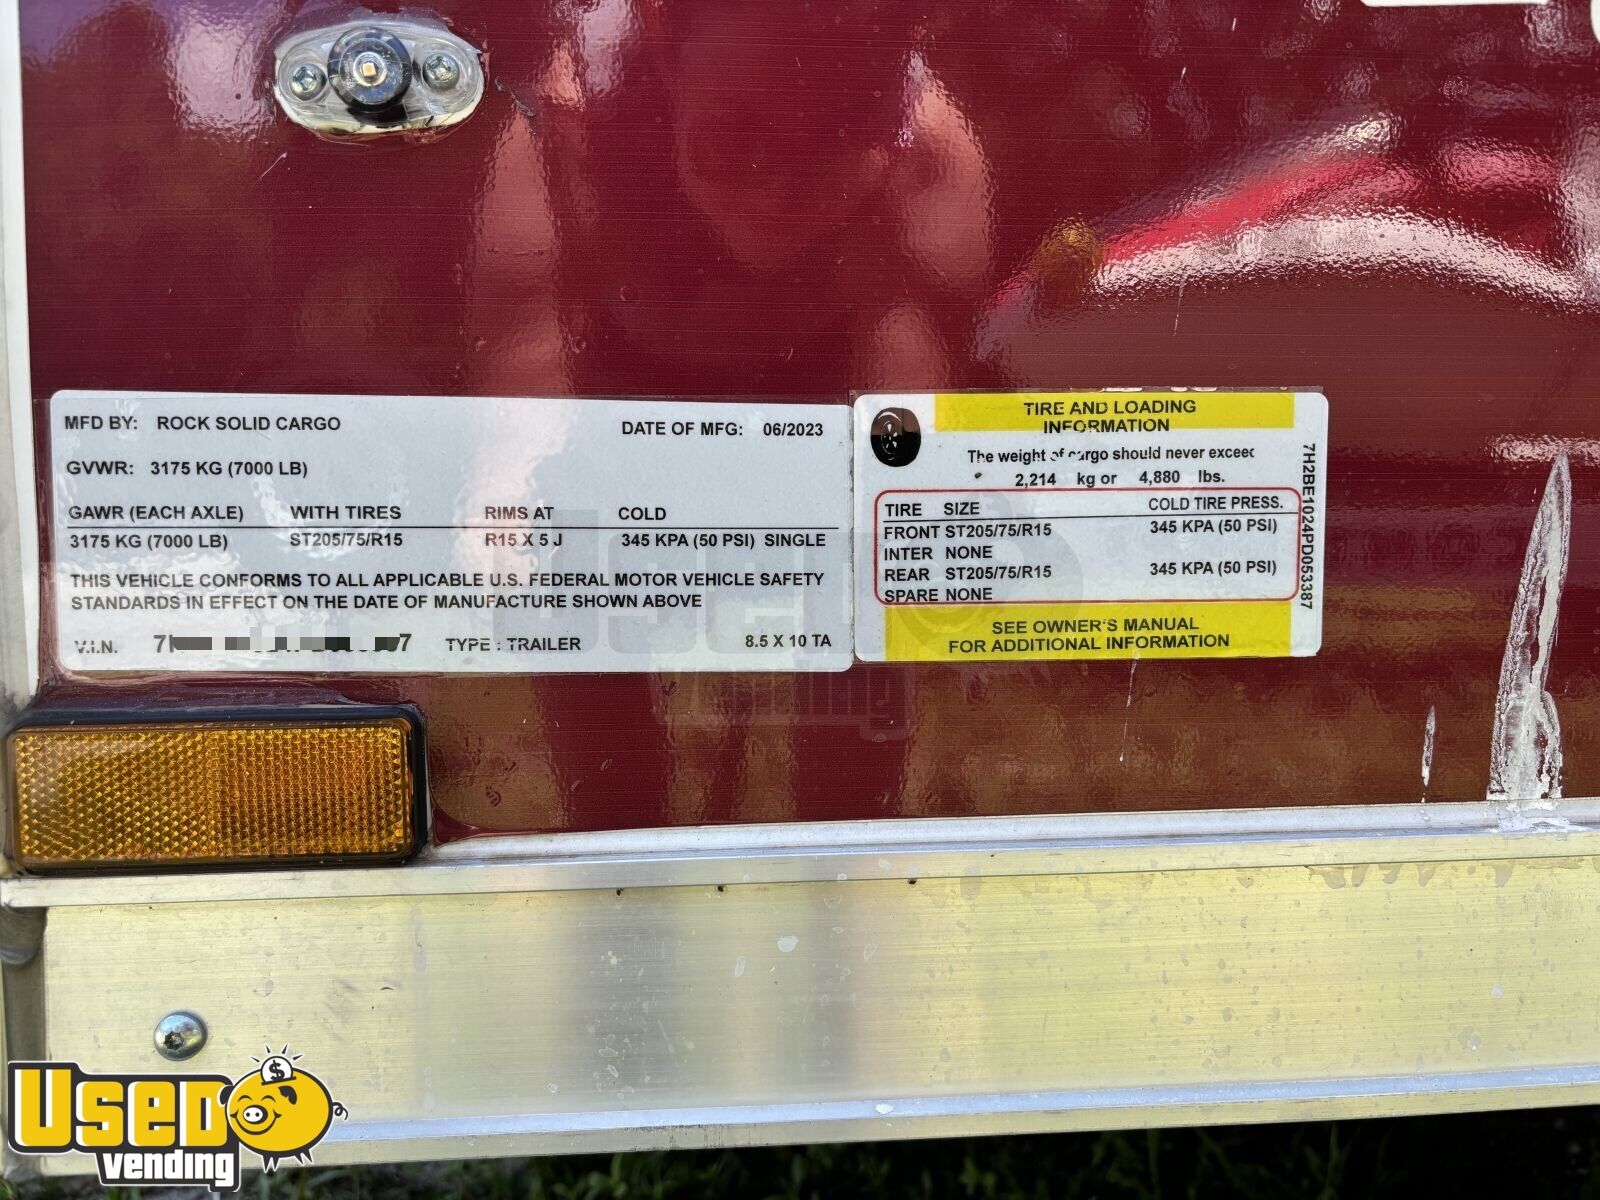 MFD BY: ROCK SOLID CARGO
DATE OF MFG: 06/2023
GVWR: 3175 KG (7000 LB)
GAWR (EACH AXLE) WITH TIRES RIMS AT COLD
3175 KG (7000 LB) ST205/75/R15 R15 X 5 J 345 KPA (50 PSI) SINGLE
THIS VEHICLE CONFORMS TO ALL APPLICABLE U.S. FEDERAL MOTOR VEHICLE SAFETY
STANDARDS IN EFFECT ON THE DATE OF MANUFACTURE SHOWN ABOVE
V.I.N. TYPE : TRAILER 8.5 X 10 TA
TIRE AND LOADING
INFORMATION
The weight of cargo should never exceed
2,214 kg or 4,880 lbs.
TIRE SIZE COLD TIRE PRESS.
FRONT ST205/75/R15 345 KPA (50 PSI)
INTER NONE
REAR ST205/75/R15 345 KPA (50 PSI)
SPARE NONE
SEE OWNER'S MANUAL
FOR ADDITIONAL INFORMATION
7H2BE1024PD053387
Used
vending
$
Used
vending